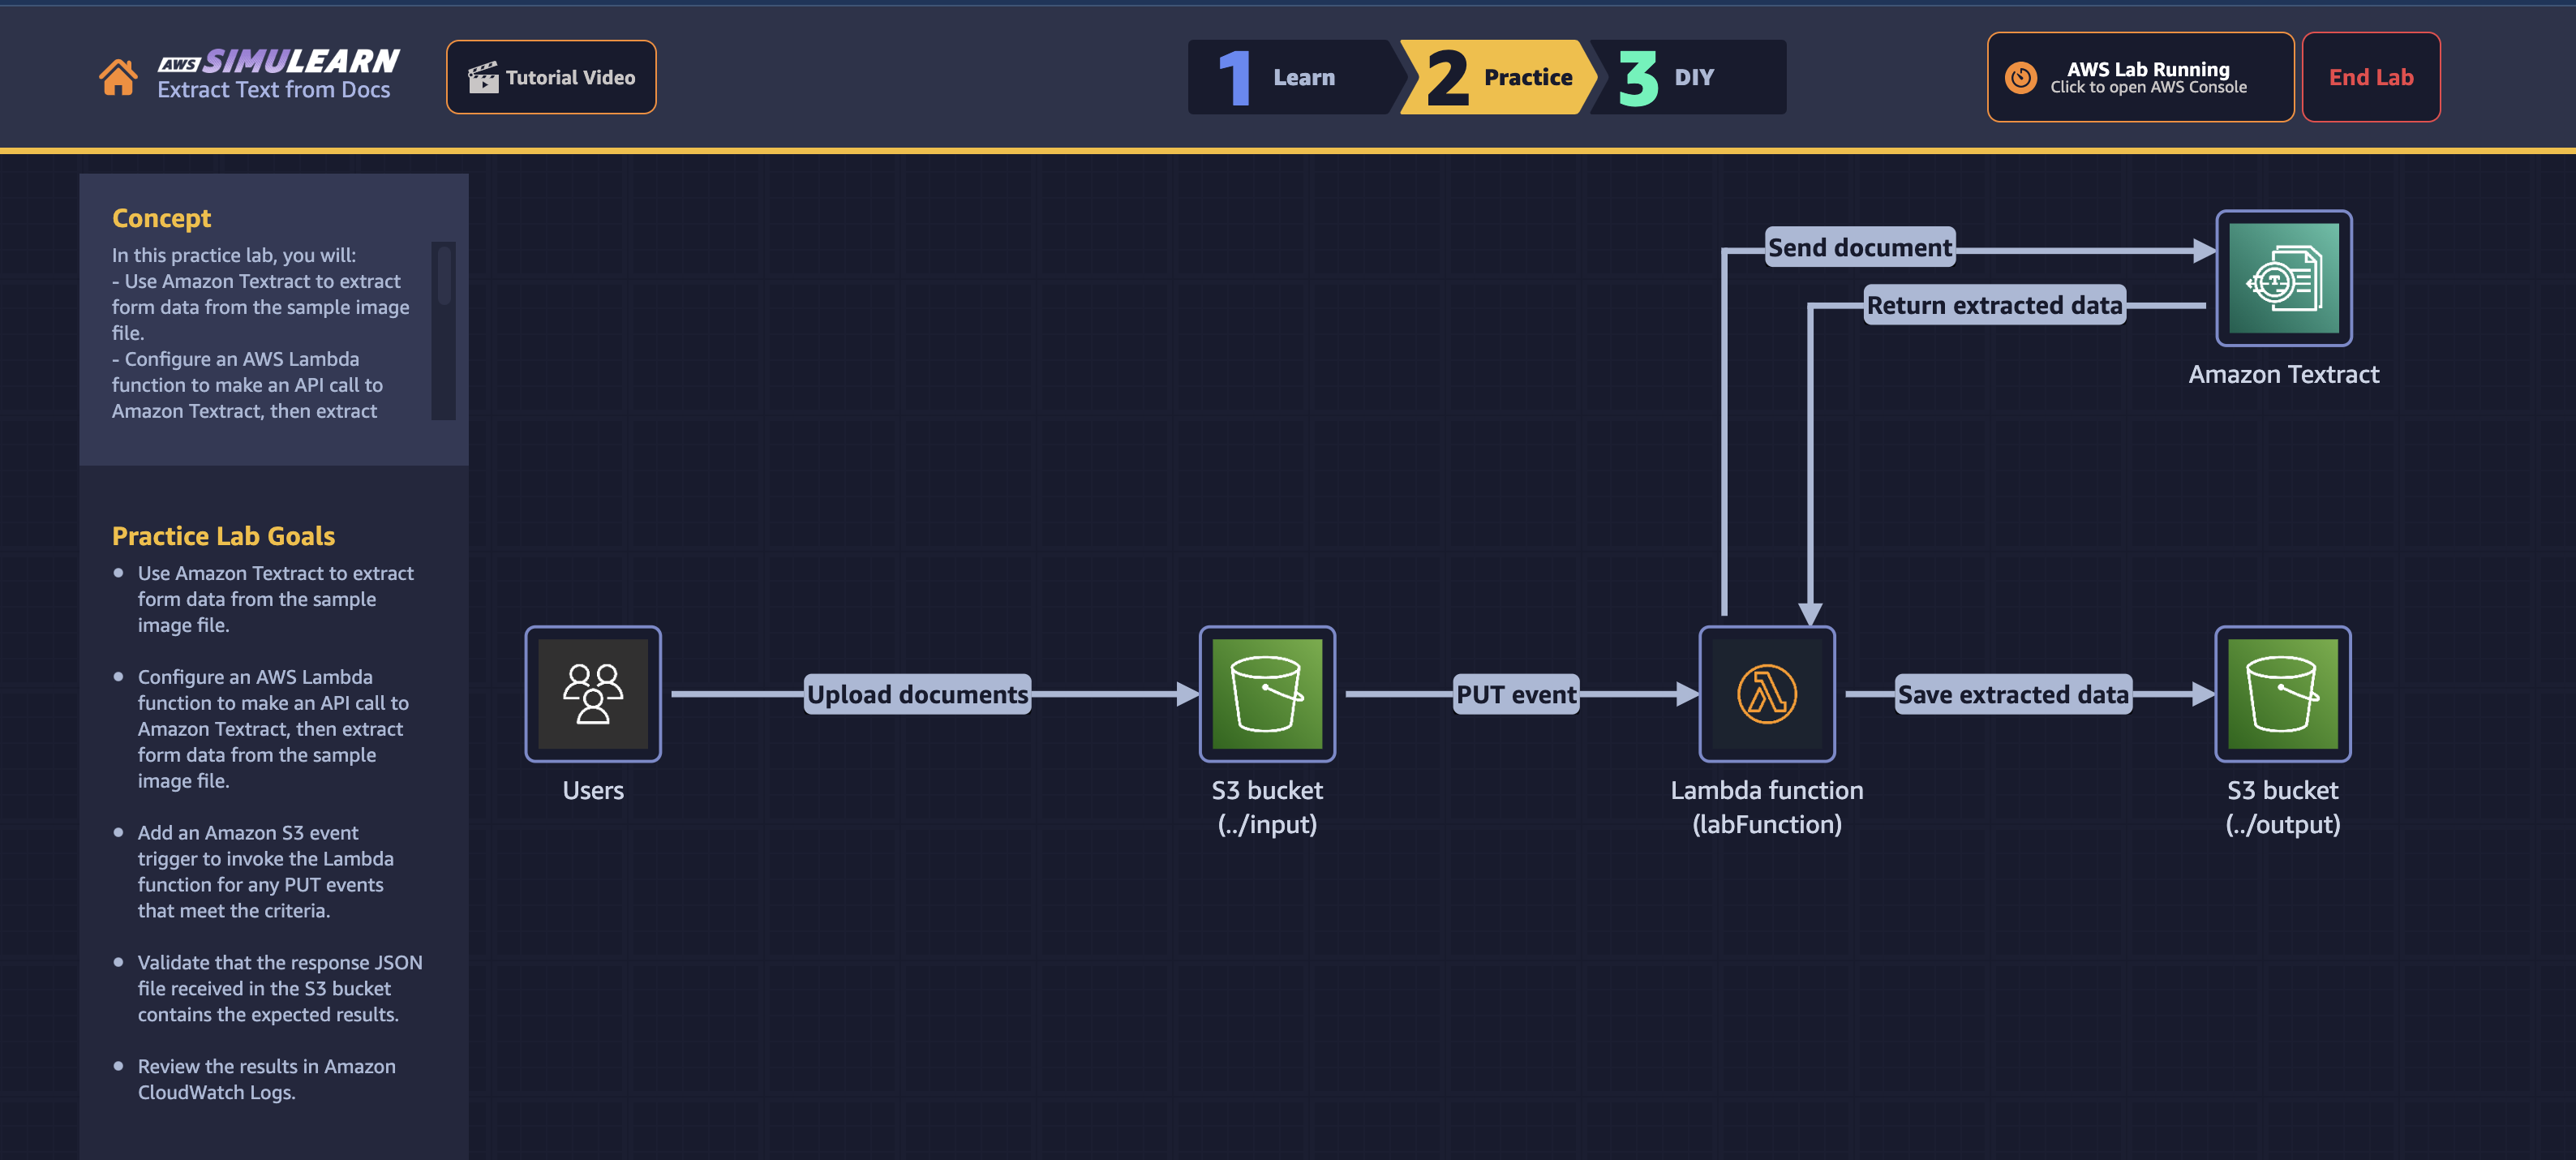 AWS SIMULEARN
Extract Text from Docs
Tutorial Video
1 Learn
2 Practice
3 DIY
AWS Lab Running
Click to open AWS Console
End Lab
Concept
In this practice lab, you will:
- Use Amazon Textract to extract
form data from the sample image
file.
- Configure an AWS Lambda
function to make an API call to
Amazon Textract, then extract
Practice Lab Goals
Use Amazon Textract to extract
form data from the sample
image file.
Configure an AWS Lambda
function to make an API call to
Amazon Textract, then extract
form data from the sample
image file.
Add an Amazon S3 event
trigger to invoke the Lambda
function for any PUT events
that meet the criteria.
Validate that the response JSON
file received in the S3 bucket
contains the expected results.
Review the results in Amazon
CloudWatch Logs.
Send document
Return extracted data
Amazon Textract
Upload documents
PUT event
Save extracted data
Users
S3 bucket
(../input)
Lambda function
(labFunction)
S3 bucket
(../output)